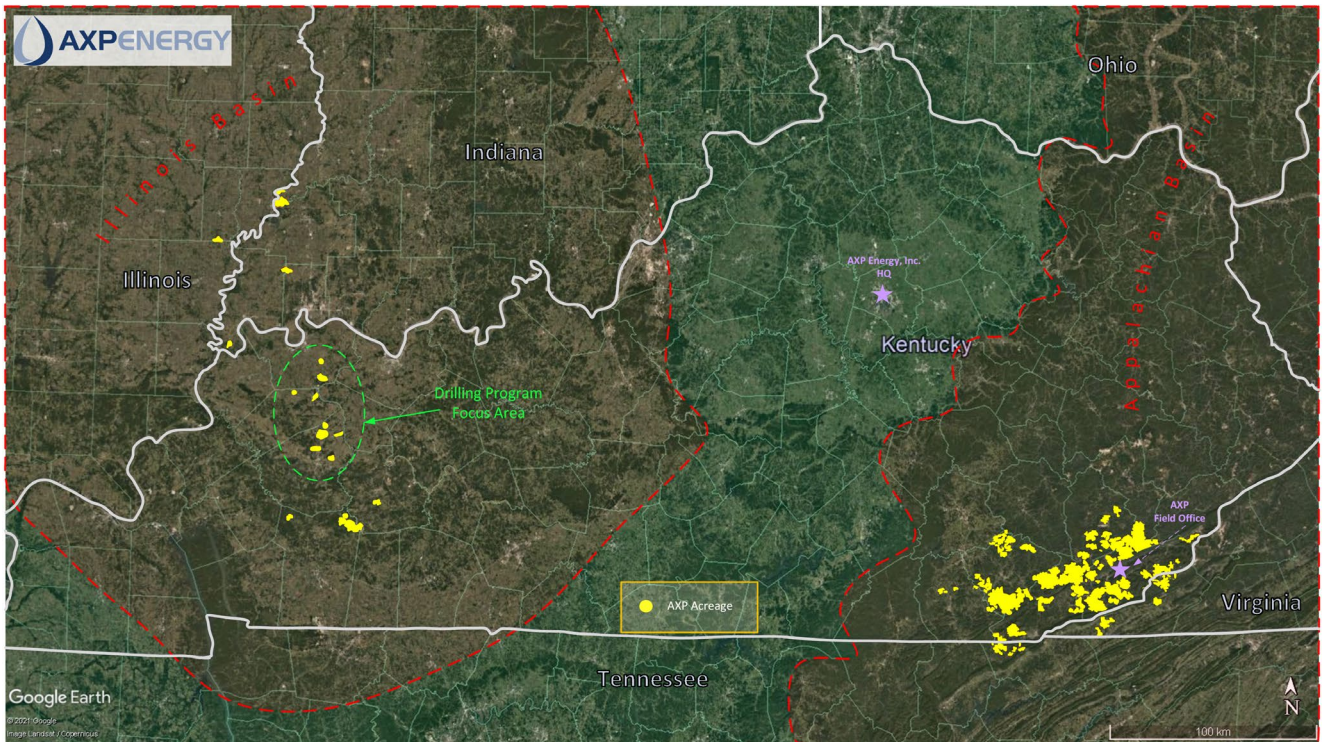 AXPENERGY
Ohio
Illinois Basin
Indiana
Appalachian Basin
AXP Energy, Inc.
HQ
Illinois
Kentucky
Drilling Program
Focus Area
AXP
Field Office
AXP Acreage
Virginia
Tennessee
Google Earth
© 2021 Google
Image Landsat / Copernicus
N
100 km